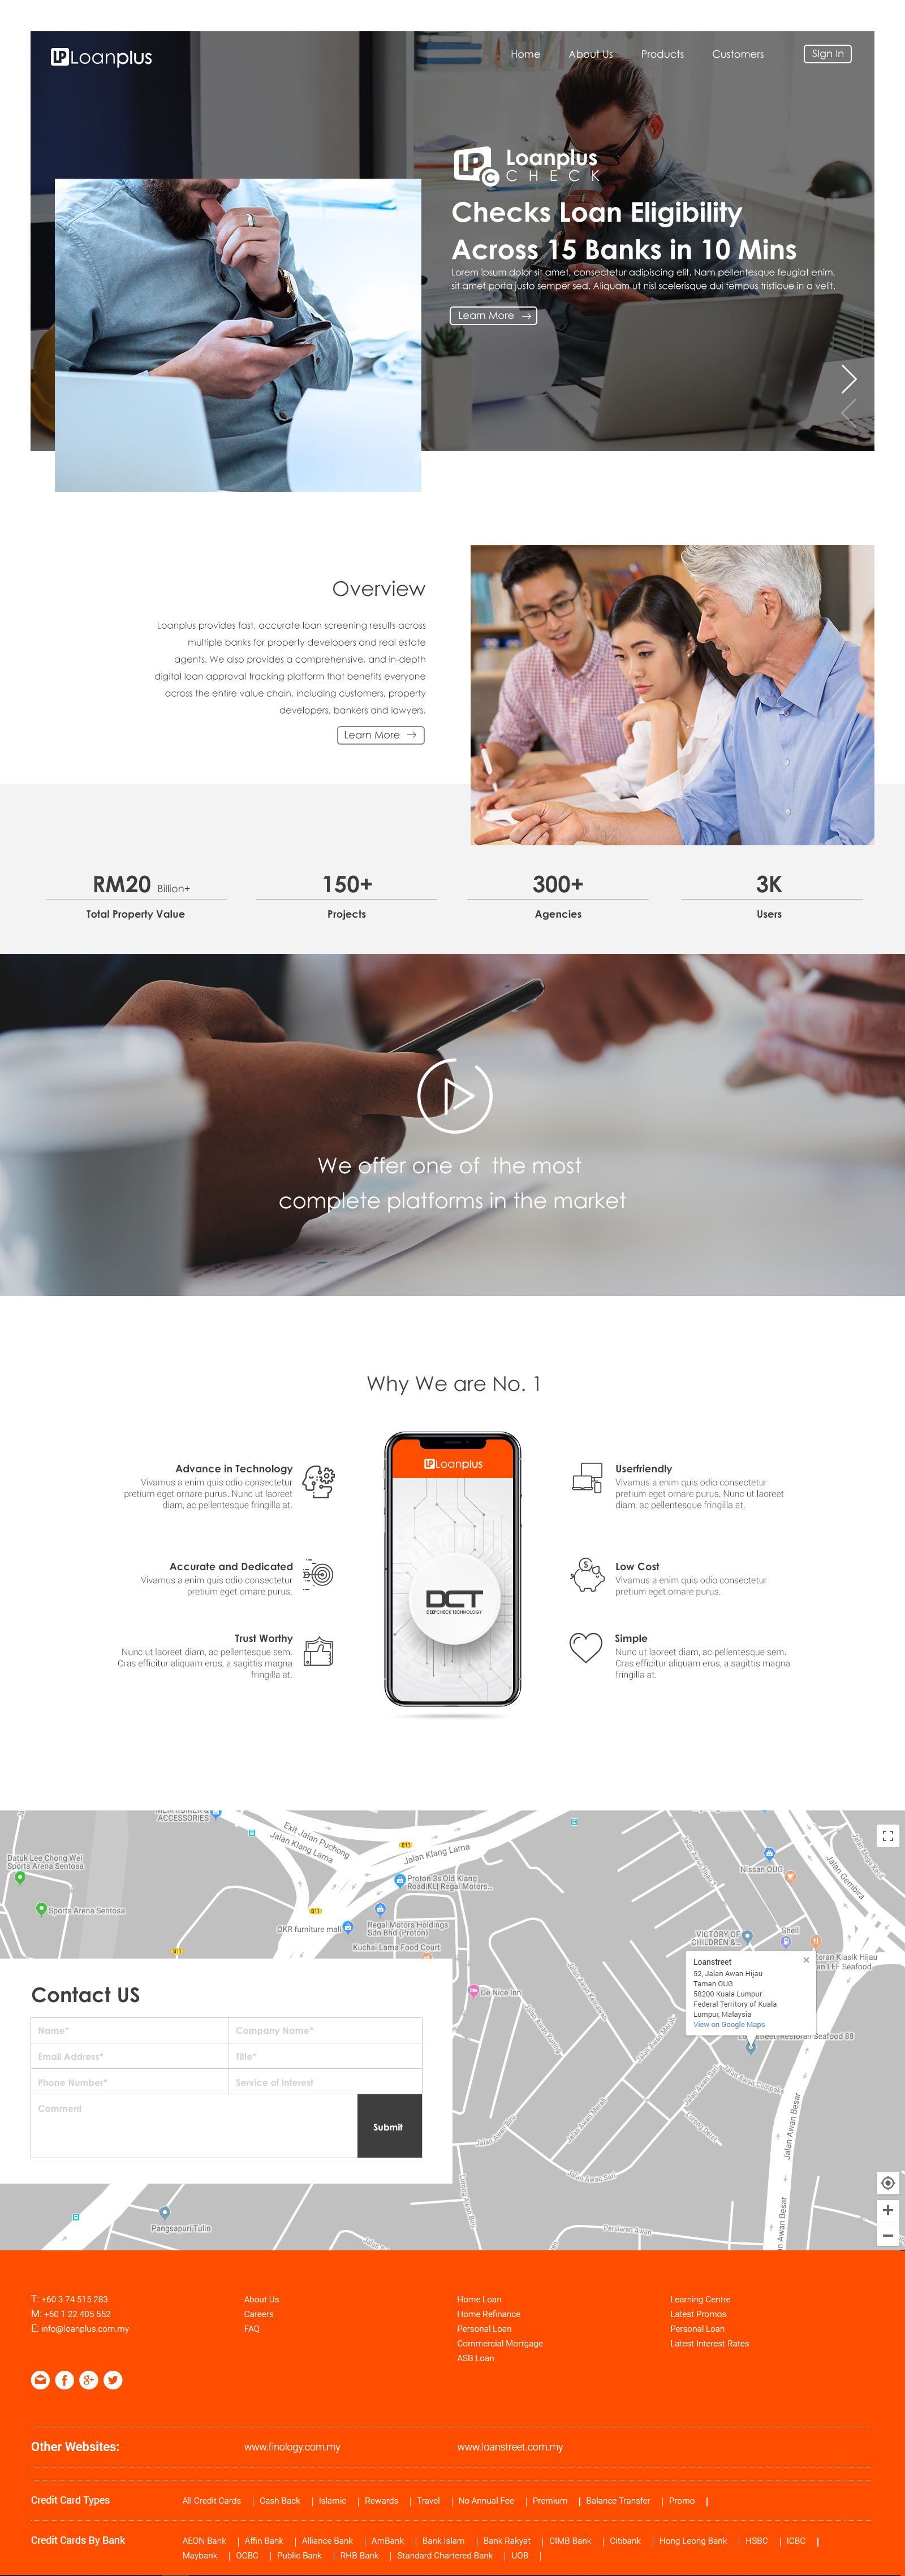 LP Loanplus
Home About Us Products Customers Sign In
LP C Loanplus
CHECK
Checks Loan Eligibility
Across 15 Banks in 10 Mins
Lorem ipsum dolor sit amet, consectetur adipiscing elit. Nam pellentesque feugiat enim,
sit amet porta justo semper sed. Aliquam ut nisl scelerisque dui tempus tristique in a velit.
Learn More
Overview
Loanplus provides fast, accurate loan screening results across
multiple banks for property developers and real estate
agents. We also provides a comprehensive, and in-depth
digital loan approval tracking platform that benefits everyone
across the entire value chain, including customers, property
developers, bankers and lawyers.
Learn More
RM20 Billion+
Total Property Value
150+
Projects
300+
Agencies
3K
Users
We offer one of the most
complete platforms in the market
Why We are No. 1
Advance in Technology
Vivamus a enim quis odio consectetur
pretium eget ornare purus. Nunc ut laoreet
diam, ac pellentesque fringilla at.
Accurate and Dedicated
Vivamus a enim quis odio consectetur
pretium eget ornare purus.
Trust Worthy
Nunc ut laoreet diam, ac pellentesque sem.
Cras efficitur aliquam eros, a sagittis magna
fringilla at.
LP Loanplus
DCT
DEEPCHECK TECHNOLOGY
Userfriendly
Vivamus a enim quis odio consectetur
pretium eget ornare purus. Nunc ut laoreet
diam, ac pellentesque fringilla at.
Low Cost
Vivamus a enim quis odio consectetur
pretium eget ornare purus.
Simple
Nunc ut laoreet diam, ac pellentesque sem.
Cras efficitur aliquam eros, a sagittis magna
fringilla at.
ACCESSORIES
Exit Jalan Puchong
Jalan Klang Lama
B11
Jalan Klang Lama
Datuk Lee Chong Wei
Sports Arena Sentosa
Sports Arena Sentosa
Proton 3s,Old Klang
Road,KL| Regal Motors...
B11
OKR furniture mall
Regal Motors Holdings
Sdn Bhd (Proton)
Kuchai Lama Food Court
B11
Nissan OUG
Jalan Gembira
VICTORY OF
CHILDREN &...
Shell
toran Klasik Hijau
an LFF Seafood
De Nice Inn
Loanstreet
52, Jalan Awan Hijau
Taman OUG
58200 Kuala Lumpur
Federal Territory of Kuala
Lumpur, Malaysia
View on Google Maps
Restoran Seafood 88
Jalan Awan Besar
Jalan Awan Besar
Pangsapuri Tulin
Persiaran Awan
Contact US
Name* Company Name*
Email Address* Title*
Phone Number* Service of Interest
Comment
Submit
T: +60 3 74 515 283
M: +60 1 22 405 552
E: info@loanplus.com.my
About Us
Careers
FAQ
Home Loan
Home Refinance
Personal Loan
Commercial Mortgage
ASB Loan
Learning Centre
Latest Promos
Personal Loan
Latest Interest Rates
Other Websites: www.finology.com.my www.loanstreet.com.my
Credit Card Types All Credit Cards | Cash Back | Islamic | Rewards | Travel | No Annual Fee | Premium | Balance Transfer | Promo |
Credit Cards By Bank AEON Bank | Affin Bank | Alliance Bank | AmBank | Bank Islam | Bank Rakyat | CIMB Bank | Citibank | Hong Leong Bank | HSBC | ICBC |
Maybank | OCBC | Public Bank | RHB Bank | Standard Chartered Bank | UOB |